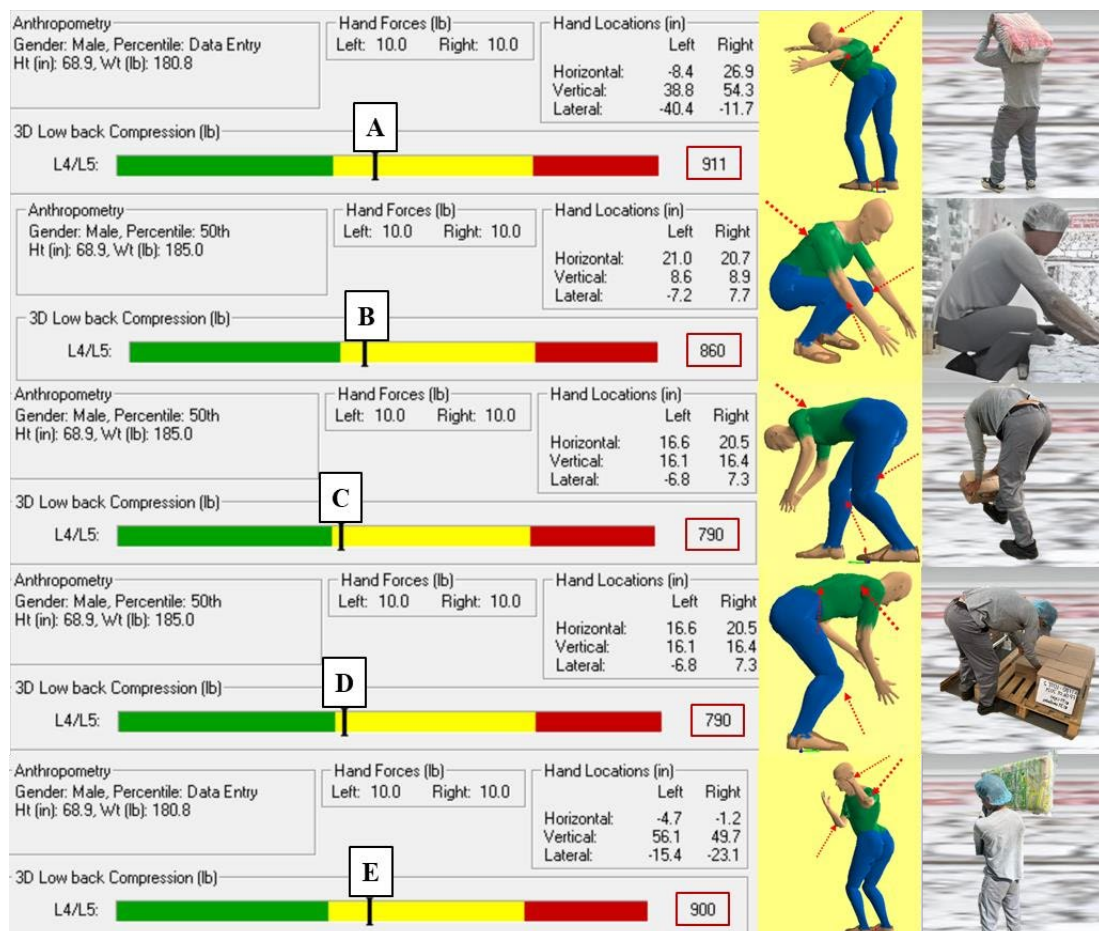 Anthropometry
Gender: Male, Percentile: Data Entry
Ht (in): 68.9, Wt (lb): 180.8
Hand Forces (lb)
Left: 10.0 Right: 10.0
Hand Locations (in)
Left Right
Horizontal: -8.4 26.9
Vertical: 38.8 54.3
Lateral: -40.4 -11.7
3D Low back Compression (lb)
A
L4/L5: 911
Anthropometry
Gender: Male, Percentile: 50th
Ht (in): 68.9, Wt (lb): 185.0
Hand Forces (lb)
Left: 10.0 Right: 10.0
Hand Locations (in)
Left Right
Horizontal: 21.0 20.7
Vertical: 8.6 8.9
Lateral: -7.2 7.7
3D Low back Compression (lb)
B
L4/L5: 860
Anthropometry
Gender: Male, Percentile: 50th
Ht (in): 68.9, Wt (lb): 185.0
Hand Forces (lb)
Left: 10.0 Right: 10.0
Hand Locations (in)
Left Right
Horizontal: 16.6 20.5
Vertical: 16.1 16.4
Lateral: -6.8 7.3
3D Low back Compression (lb)
C
L4/L5: 790
Anthropometry
Gender: Male, Percentile: 50th
Ht (in): 68.9, Wt (lb): 185.0
Hand Forces (lb)
Left: 10.0 Right: 10.0
Hand Locations (in)
Left Right
Horizontal: 16.6 20.5
Vertical: 16.1 16.4
Lateral: -6.8 7.3
3D Low back Compression (lb)
D
L4/L5: 790
Anthropometry
Gender: Male, Percentile: Data Entry
Ht (in): 68.9, Wt (lb): 180.8
Hand Forces (lb)
Left: 10.0 Right: 10.0
Hand Locations (in)
Left Right
Horizontal: -4.7 -1.2
Vertical: 56.1 49.7
Lateral: -15.4 -23.1
3D Low back Compression (lb)
E
L4/L5: 900